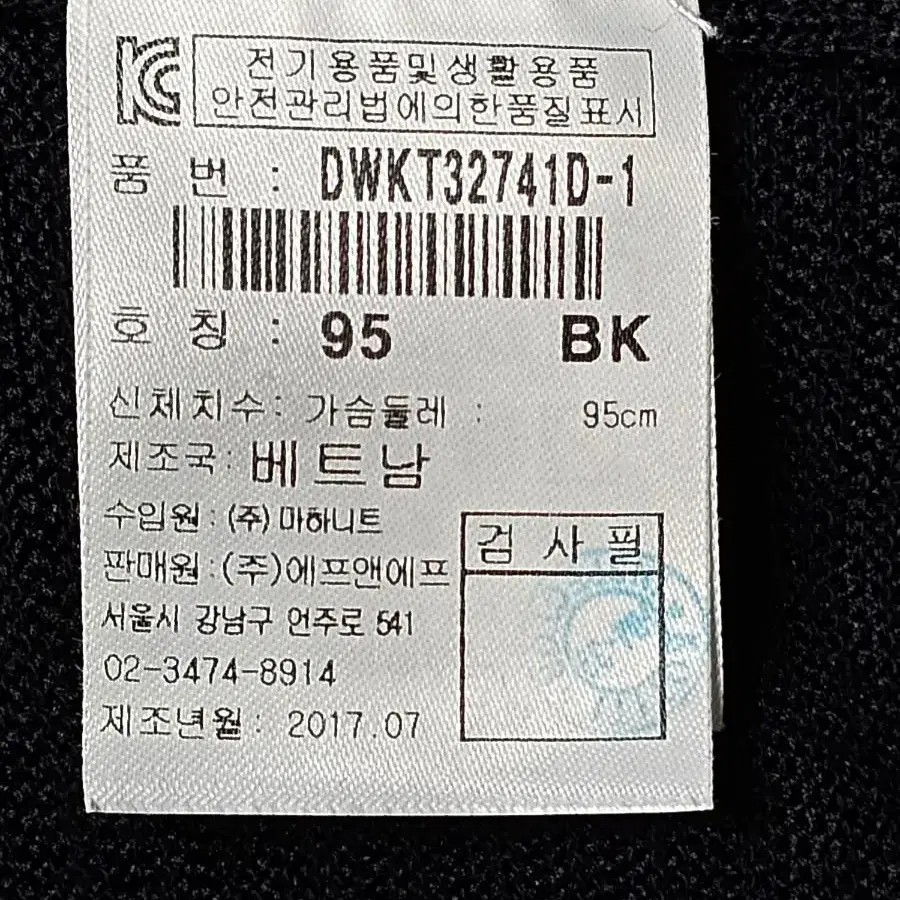 KC
전기용품및생활용품
안전관리법에의한품질표시
품 번 : DWKT32741D-1
호 칭 : 95 BK
신체치수: 가슴둘레 : 95cm
제조국: 베트남
수입원 : (주) 마하니트
판매원 : (주)에프앤에프
서울시 강남구 언주로 541
02-3474-8914
제조년월 : 2017.07
검 사 필